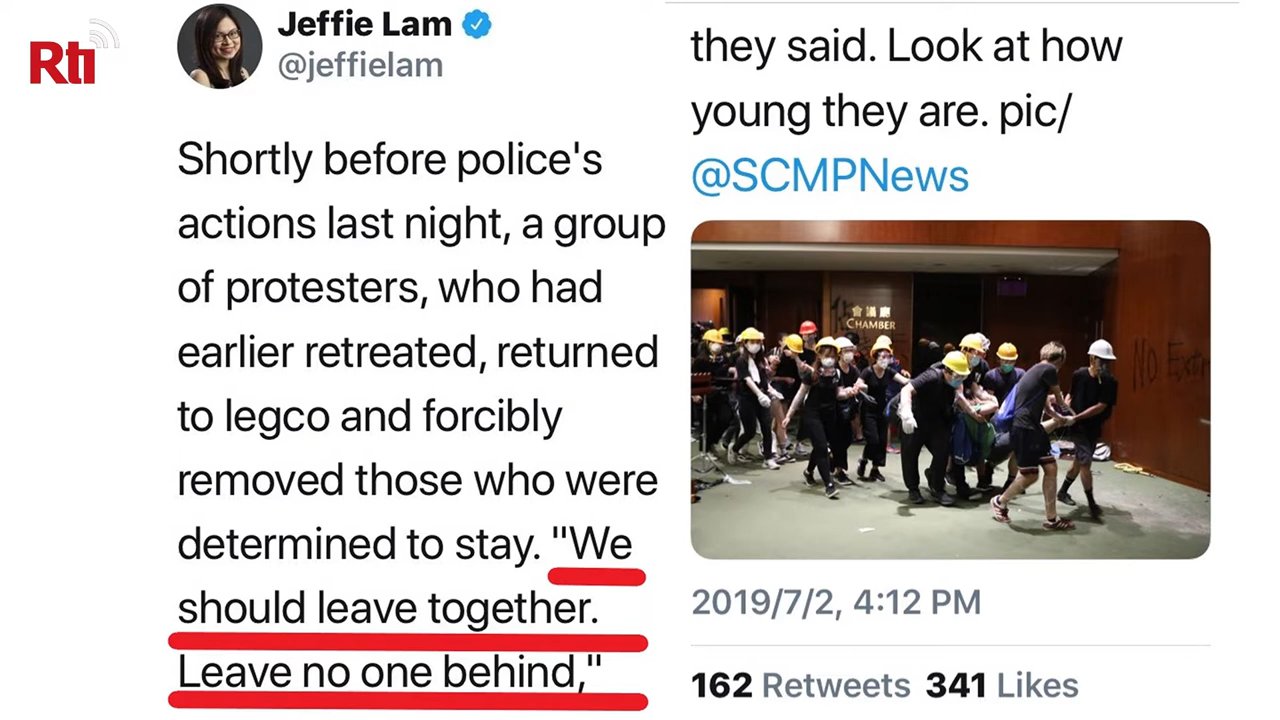 Rti
Jeffie Lam
@jeffielam
Shortly before police's
actions last night, a group
of protesters, who had
earlier retreated, returned
to legco and forcibly
removed those who were
determined to stay. "We
should leave together.
Leave no one behind,"
they said. Look at how
young they are. pic/
@SCMPNews
會議廳
CHAMBER
No
2019/7/2, 4:12 PM
162 Retweets 341 Likes